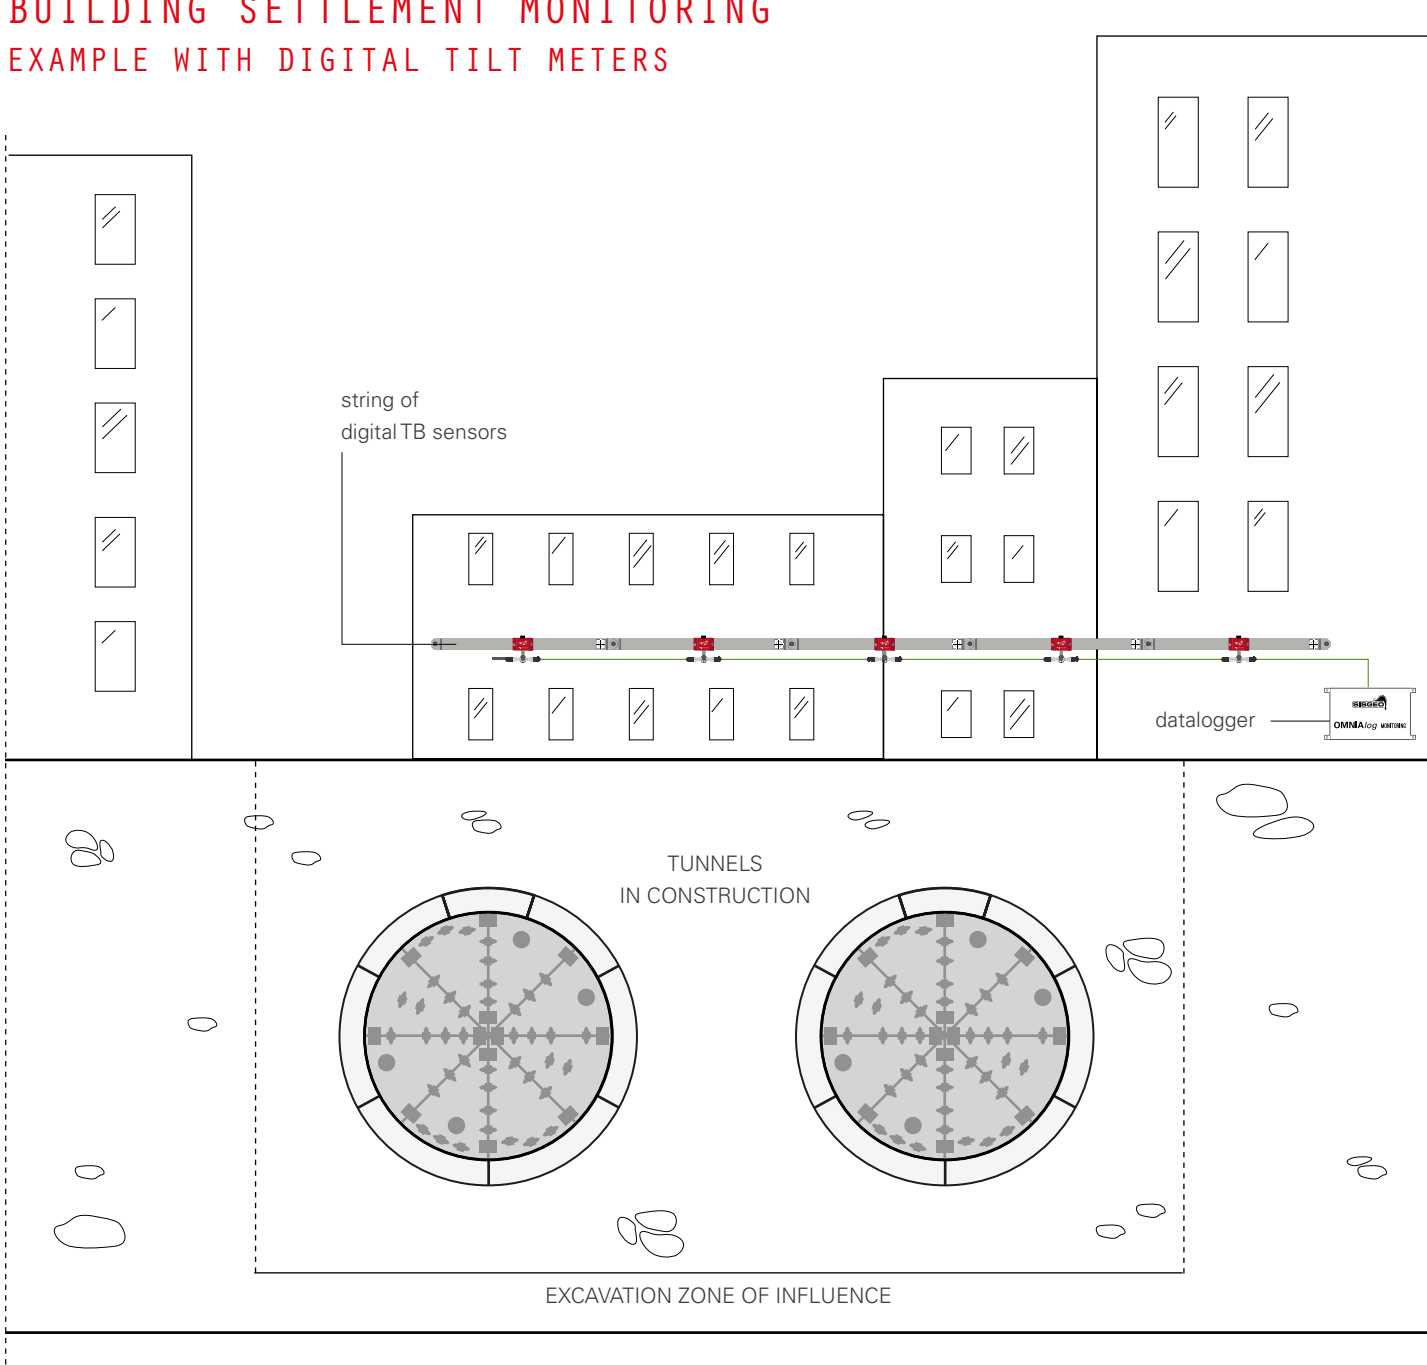 BUILDING SETTLEMENT MONITORING
EXAMPLE WITH DIGITAL TILT METERS
string of
digital TB sensors
SISGEO
OMNIAlog MONITORING
datalogger
TUNNELS
IN CONSTRUCTION
EXCAVATION ZONE OF INFLUENCE